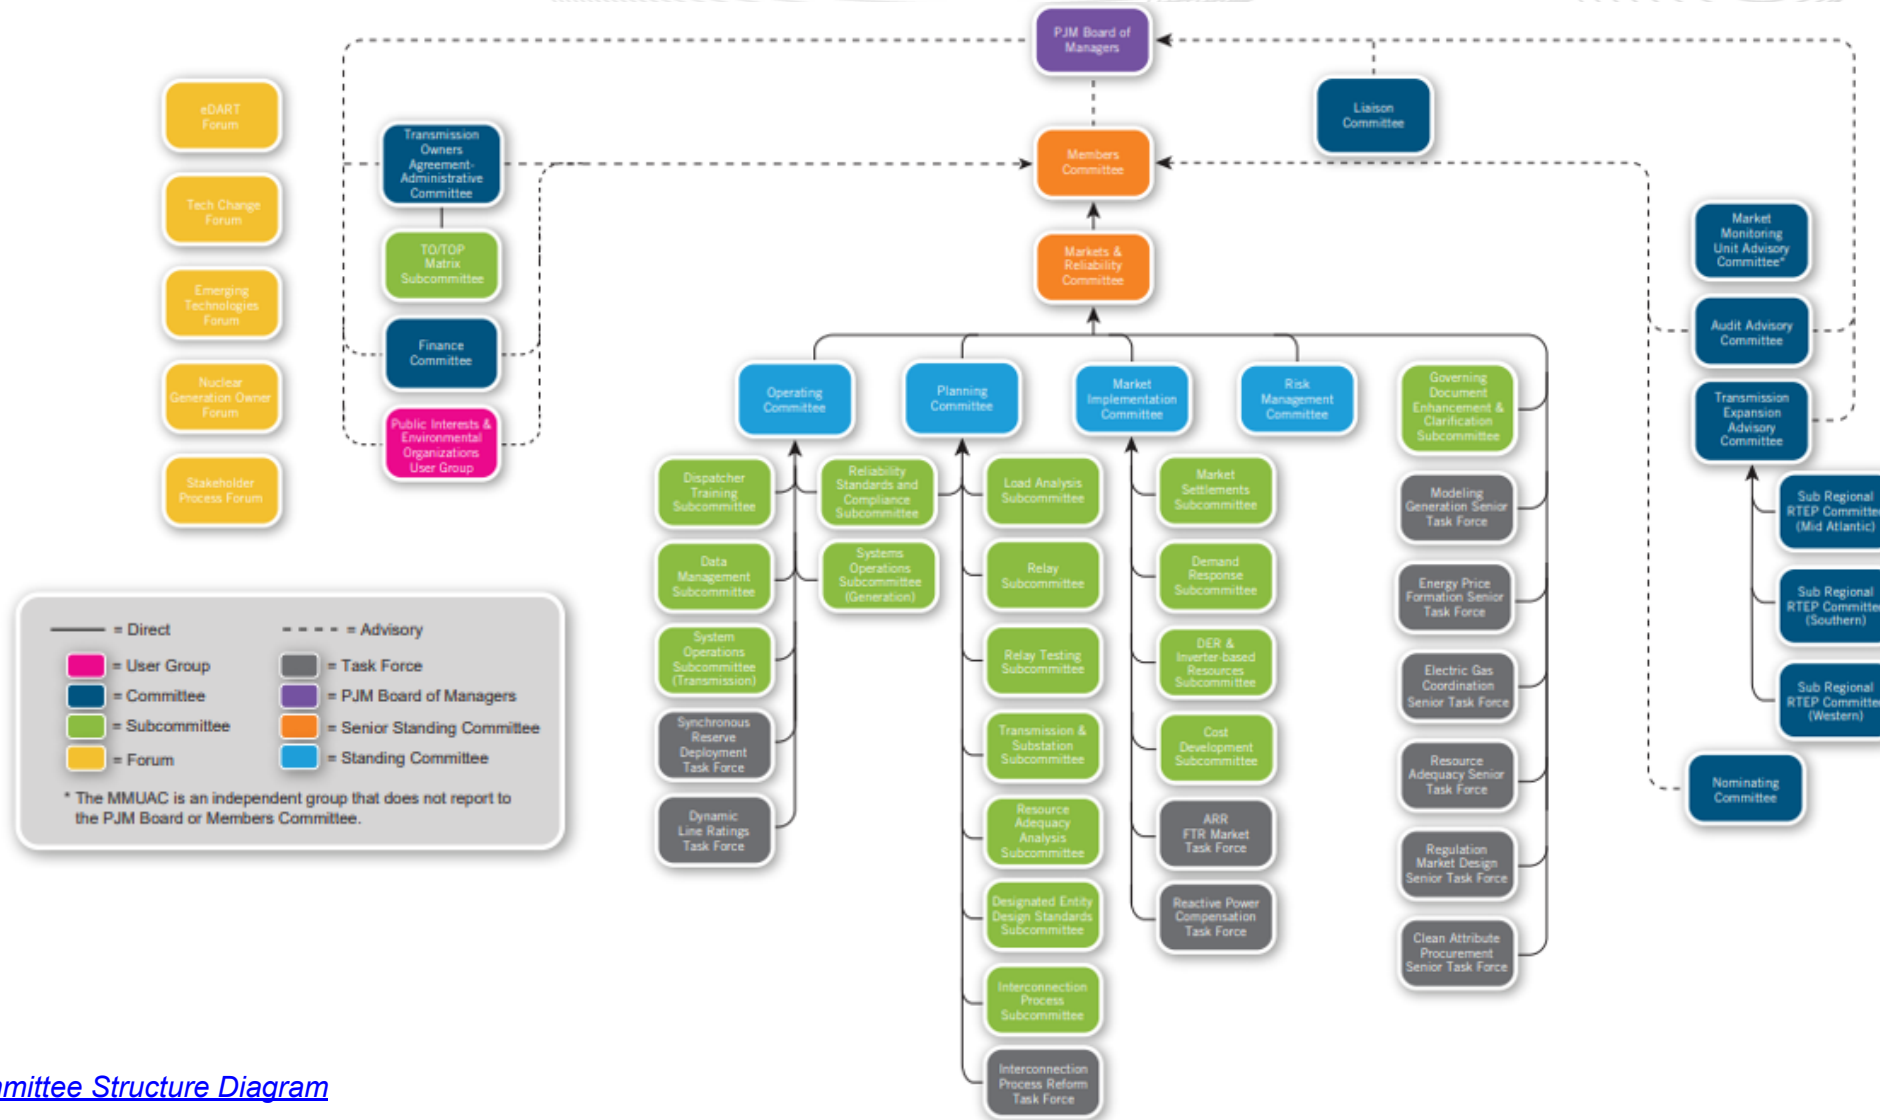 PJM Board of
Managers
Liaison
Committee
eDART
Forum
Tech Change
Forum
Emerging
Technologies
Forum
Nuclear
Generation Owner
Forum
Stakeholder
Process Forum
Transmission
Owners
Agreement-
Administrative
Committee
TO/TOP
Matrix
Subcommittee
Finance
Committee
Public Interests &
Environmental
Organizations
User Group
Members
Committee
Markets &
Reliability
Committee
Operating
Committee
Planning
Committee
Market
Implementation
Committee
Risk
Management
Committee
Dispatcher
Training
Subcommittee
Data
Management
Subcommittee
System
Operations
Subcommittee
(Transmission)
Synchronous
Reserve
Deployment
Task Force
Dynamic
Line Ratings
Task Force
Reliability
Standards and
Compliance
Subcommittee
Systems
Operations
Subcommittee
(Generation)
Load Analysis
Subcommittee
Relay
Subcommittee
Relay Testing
Subcommittee
Transmission &
Substation
Subcommittee
Resource
Adequacy
Analysis
Subcommittee
Designated Entity
Design Standards
Subcommittee
Interconnection
Process
Subcommittee
Interconnection
Process Reform
Task Force
Market
Settlements
Subcommittee
Demand
Response
Subcommittee
DER &
Inverter-based
Resources
Subcommittee
Cost
Development
Subcommittee
ARR
FTR Market
Task Force
Reactive Power
Compensation
Task Force
Governing
Document
Enhancement &
Clarification
Subcommittee
Modeling
Generation Senior
Task Force
Energy Price
Formation Senior
Task Force
Electric Gas
Coordination
Senior Task Force
Resource
Adequacy Senior
Task Force
Regulation
Market Design
Senior Task Force
Clean Attribute
Procurement
Senior Task Force
Market
Monitoring
Unit Advisory
Committee*
Audit Advisory
Committee
Transmission
Expansion
Advisory
Committee
Sub Regional
RTEP Committee
(Mid Atlantic)
Sub Regional
RTEP Committee
(Southern)
Sub Regional
RTEP Committee
(Western)
Nominating
Committee
= Direct
= Advisory
= User Group
= Task Force
= Committee
= PJM Board of Managers
= Subcommittee
= Senior Standing Committee
= Forum
= Standing Committee
* The MMUAC is an independent group that does not report to
the PJM Board or Members Committee.
mmittee Structure Diagram